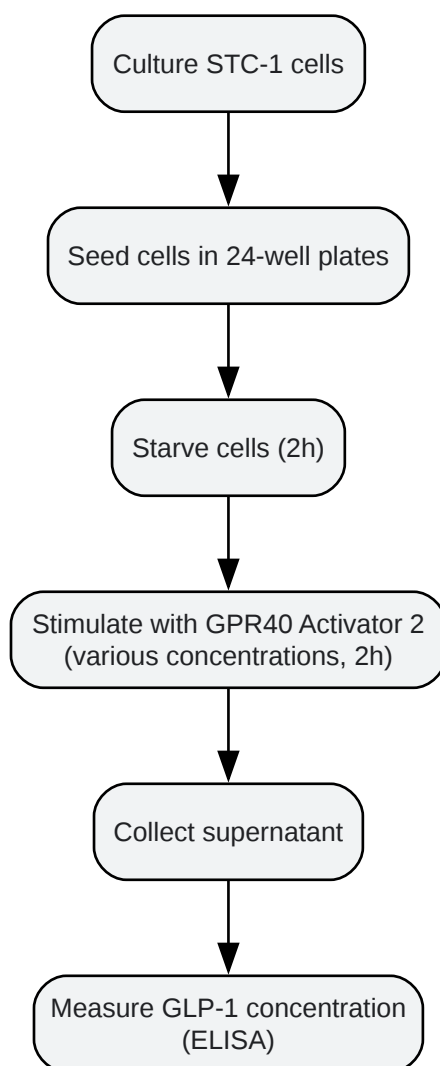 Culture STC-1 cells
Seed cells in 24-well plates
Starve cells (2h)
Stimulate with GPR40 Activator 2
(various concentrations, 2h)
Collect supernatant
Measure GLP-1 concentration
(ELISA)